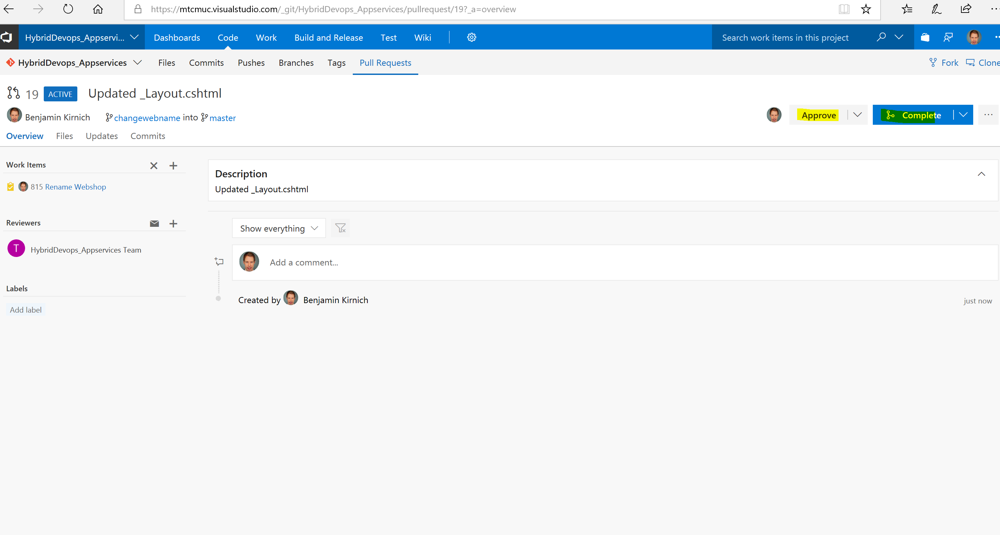 https://mtcmuc.visualstudio.com/_git/HybridDevops_Appservices/pullrequest/19?_a=overview
HybridDevops_Appservi... Dashboards Code Work Build and Release Test Wiki Search work items in this project
HybridDevops_Appservices Files Commits Pushes Branches Tags Pull Requests Fork Clone
19 ACTIVE Updated _Layout.cshtml
Benjamin Kirnich changewebname into master Approve Complete
Overview Files Updates Commits
Work Items
815 Rename Webshop
Reviewers
T HybridDevops_Appservices Team
Labels
Add label
Description
Updated _Layout.cshtml
Show everything
Add a comment...
Created by Benjamin Kirnich just now